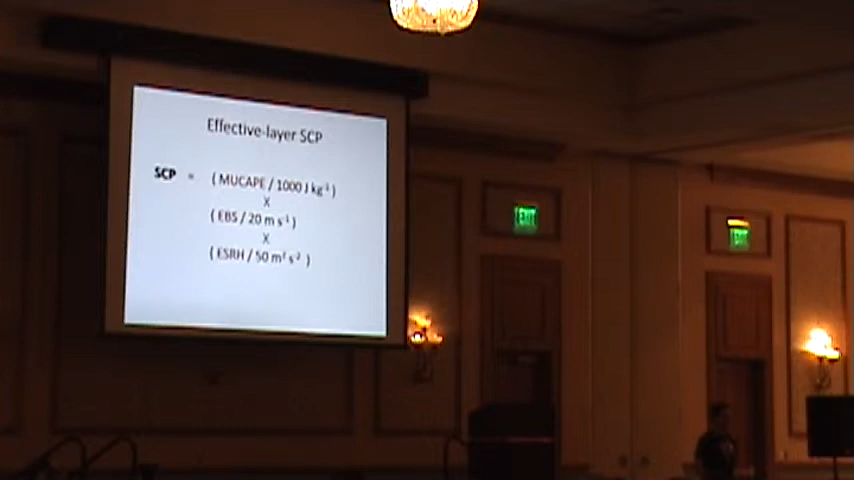 Effective-layer SCP
SCP = ( MUCAPE / 1000 J kg⁻¹ )
X
( EBS / 20 m s⁻¹ )
X
( ESRH / 50 m² s⁻² )
EXIT
EXIT